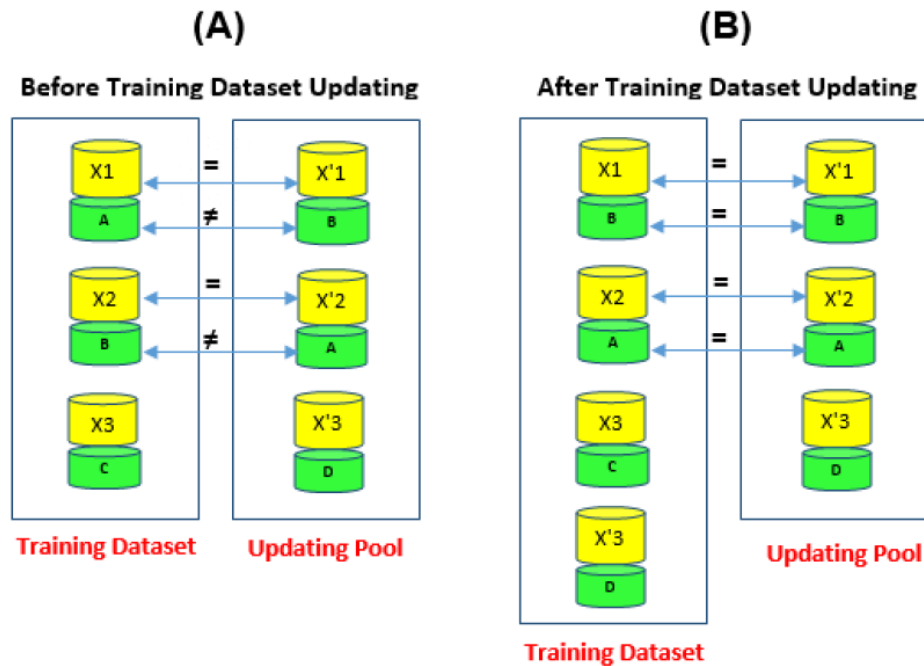 (A)
Before Training Dataset Updating
X1
=
X'1
A
≠
B
X2
=
X'2
B
≠
A
X3
X'3
C
D
Training Dataset
Updating Pool
(B)
After Training Dataset Updating
X1
=
X'1
B
=
B
X2
=
X'2
A
=
A
X3
X'3
C
D
X'3
D
Updating Pool
Training Dataset